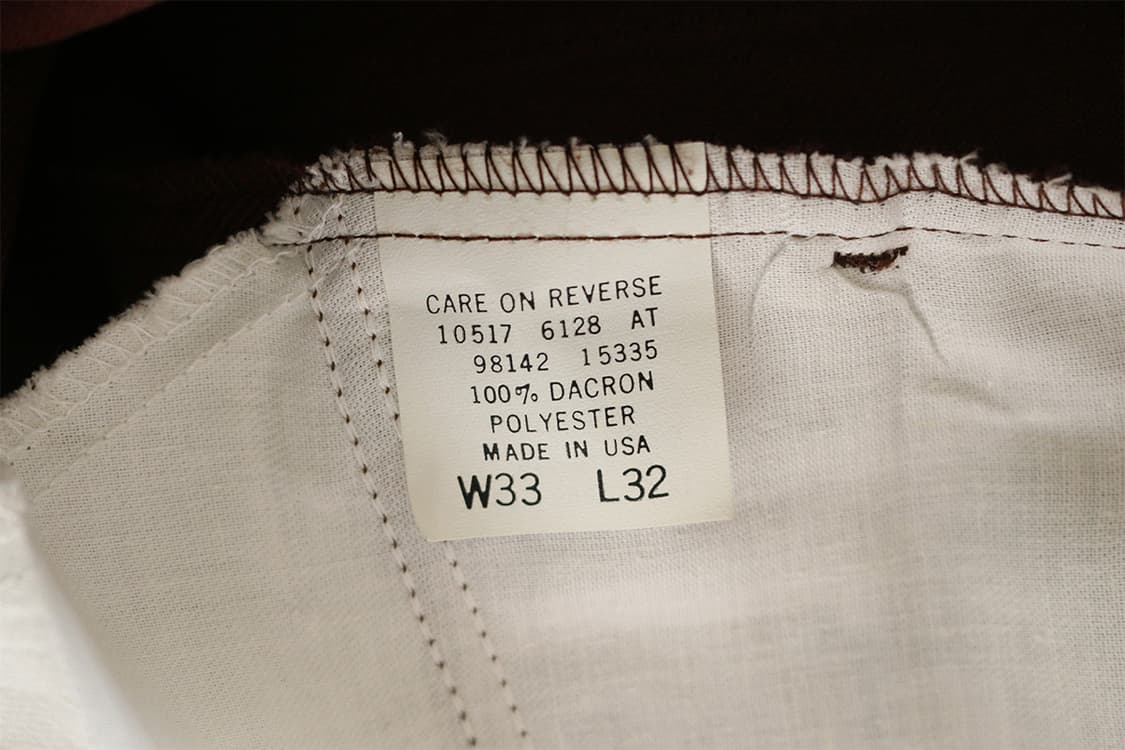 CARE ON REVERSE
10517 6128 AT
98142 15335
100% DACRON
POLYESTER
MADE IN USA
W33 L32